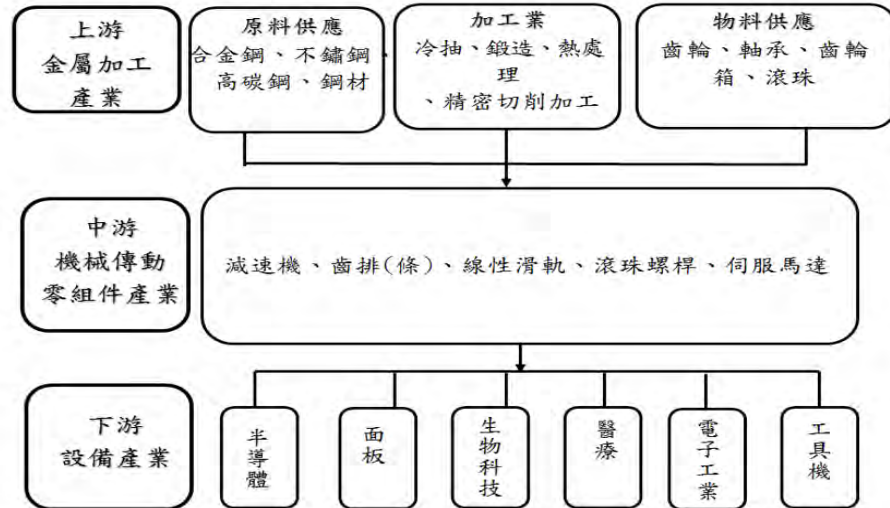 上游
金屬加工
產業
原料供應
合金鋼、不鏽鋼、
高碳鋼、鋼材
加工業
冷抽、鍛造、熱處
理
、精密切削加工
物料供應
齒輪、軸承、齒輪
箱、滾珠
中游
機械傳動
零組件產業
減速機、齒排(條)、線性滑軌、滾珠螺桿、伺服馬達
下游
設備產業
半導體
面板
生物科技
醫療
電子工業
工具機